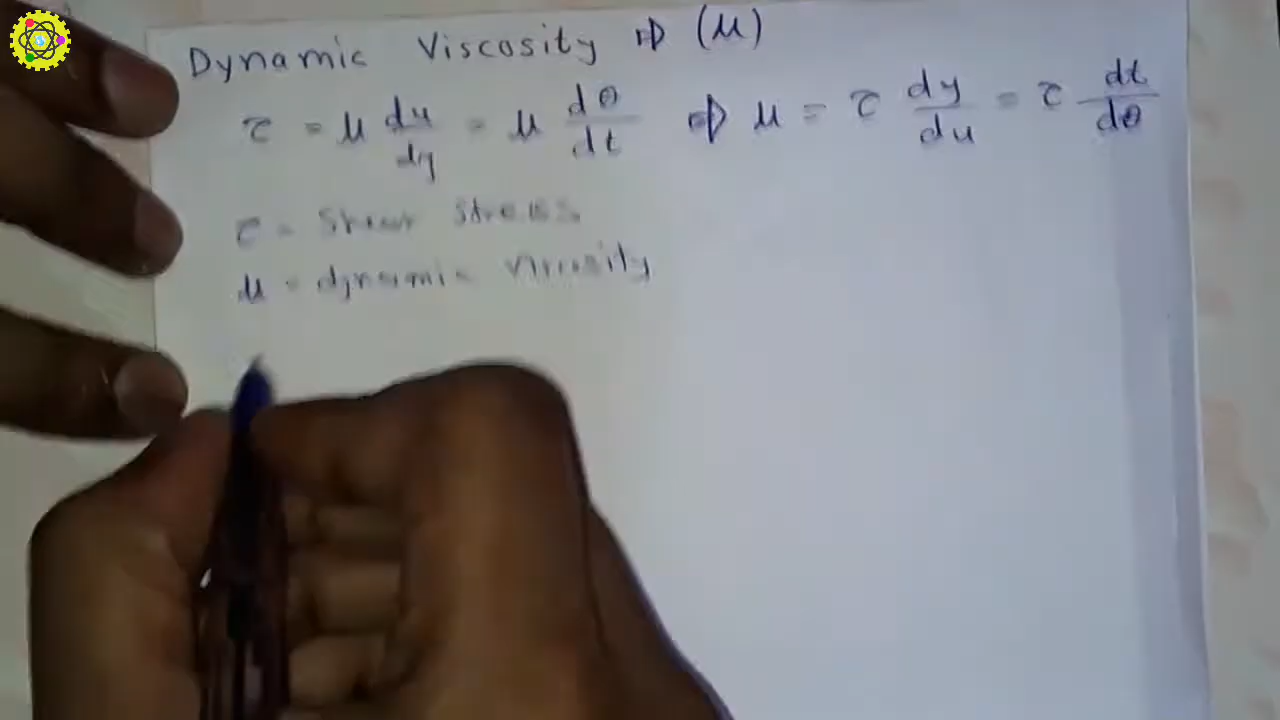 Dynamic Viscosity ⇒ (μ)
τ = μ du/dy = μ dθ/dt ⇒ μ = τ dy/du = τ dt/dθ
τ = Shear Stress
μ = dynamic viscosity